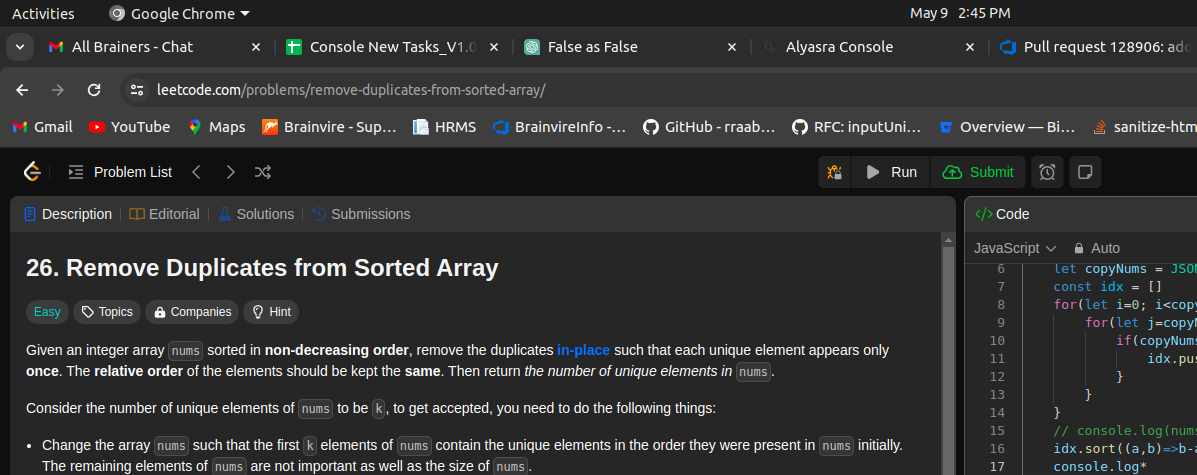 Activities Google Chrome May 9 2:45 PM
All Brainers - Chat × Console New Tasks_V1.0 × False as False × Alyasra Console × Pull request 128906: add
leetcode.com/problems/remove-duplicates-from-sorted-array/
Gmail YouTube Maps Brainvire - Sup... HRMS BrainvireInfo -... GitHub - rraab... RFC: inputUni... Overview — Bi... sanitize-htm
Problem List Run Submit
Description Editorial Solutions Submissions
</> Code
26. Remove Duplicates from Sorted Array
Easy Topics Companies Hint
Given an integer array nums sorted in non-decreasing order, remove the duplicates in-place such that each unique element appears only
once. The relative order of the elements should be kept the same. Then return the number of unique elements in nums.
Consider the number of unique elements of nums to be k, to get accepted, you need to do the following things:
• Change the array nums such that the first k elements of nums contain the unique elements in the order they were present in nums initially.
The remaining elements of nums are not important as well as the size of nums.
JavaScript Auto
6 let copyNums = JSON
7 const idx = []
8 for(let i=0; i<copy
9 for(let j=copyN
10 if(copyNums
11 idx.pus
12 }
13 }
14 }
15 // console.log(nums
16 idx.sort((a,b)=>b-
17 console.log*